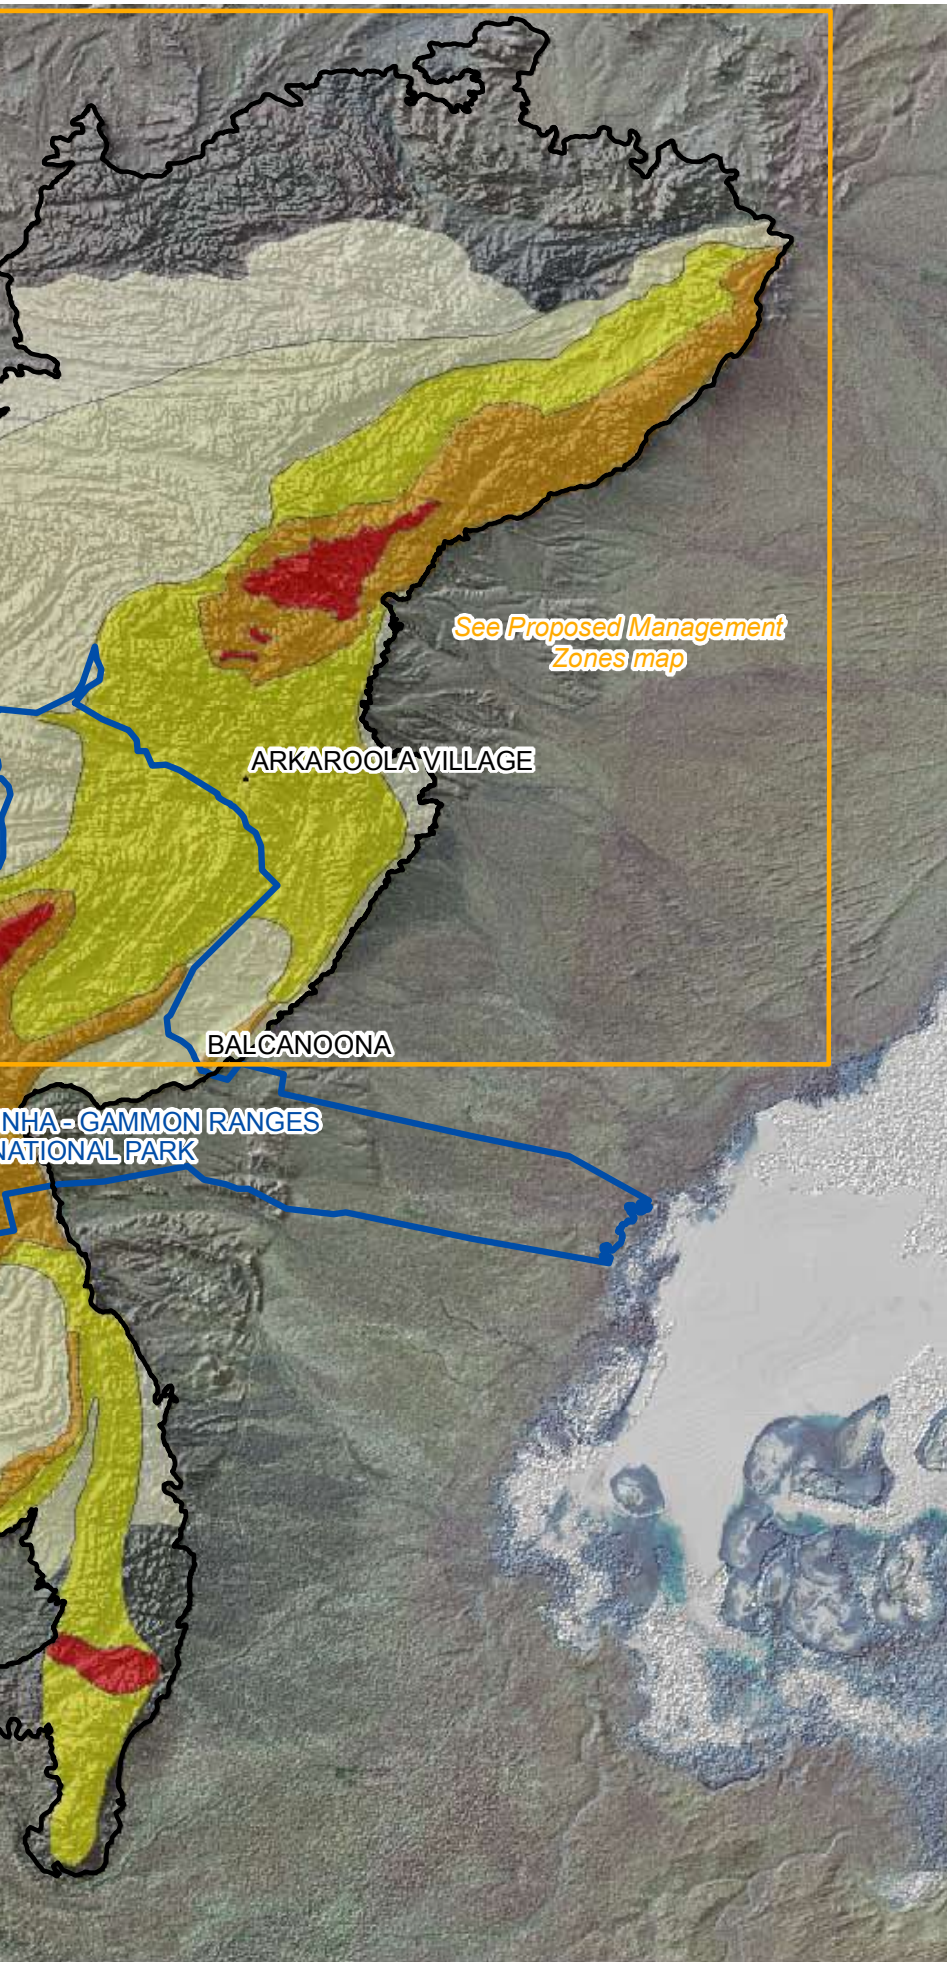 See Proposed Management
Zones map
ARKAROOLA VILLAGE
BALCANOONA
NHA - GAMMON RANGES
NATIONAL PARK